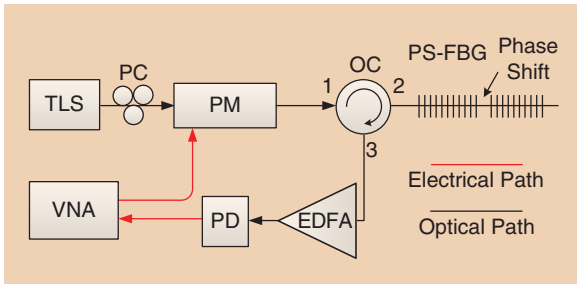 PS-FBG
Phase
Shift
OC
PC
TLS
PM
1
2
3
VNA
PD
EDFA
Electrical Path
Optical Path